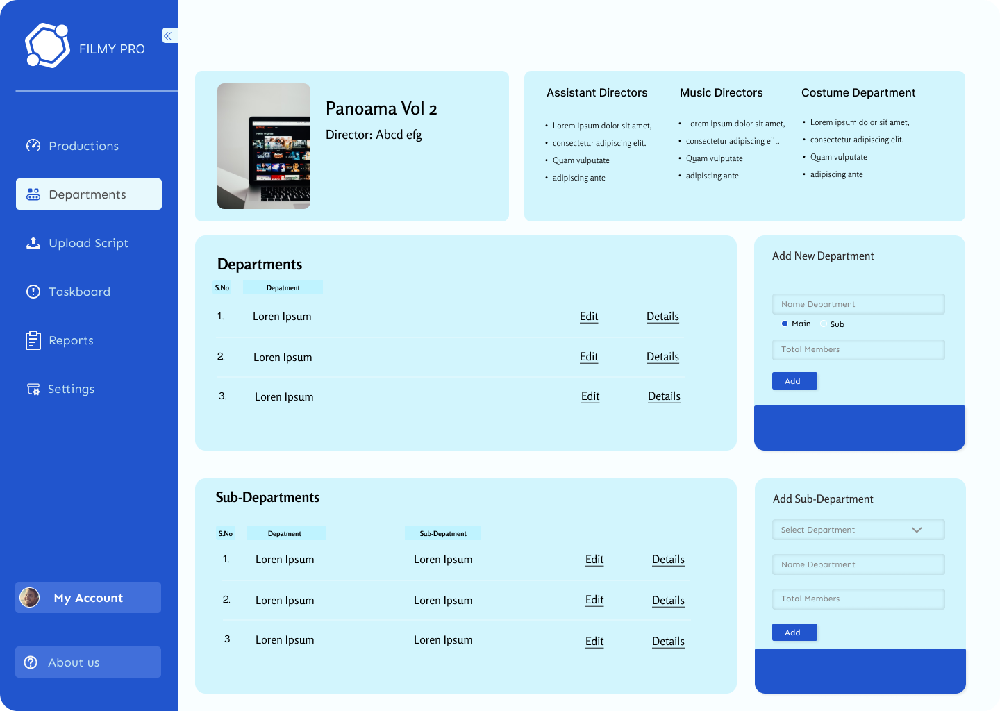 FILMY PRO
Productions
Departments
Upload Script
Taskboard
Reports
Settings
My Account
About us
Panoama Vol 2
Director: Abcd efg
Assistant Directors
Lorem ipsum dolor sit amet,
consectetur adipiscing elit.
Quam vulputate
adipiscing ante
Music Directors
Lorem ipsum dolor sit amet,
consectetur adipiscing elit.
Quam vulputate
adipiscing ante
Costume Department
Lorem ipsum dolor sit amet,
consectetur adipiscing elit.
Quam vulputate
adipiscing ante
Departments
S.No Depatment
1. Loren Ipsum Edit Details
2. Loren Ipsum Edit Details
3. Loren Ipsum Edit Details
Add New Department
Name Department
Main Sub
Total Members
Add
Sub-Departments
S.No Depatment Sub-Depatment
1. Loren Ipsum Loren Ipsum Edit Details
2. Loren Ipsum Loren Ipsum Edit Details
3. Loren Ipsum Loren Ipsum Edit Details
Add Sub-Department
Select Department
Name Department
Total Members
Add